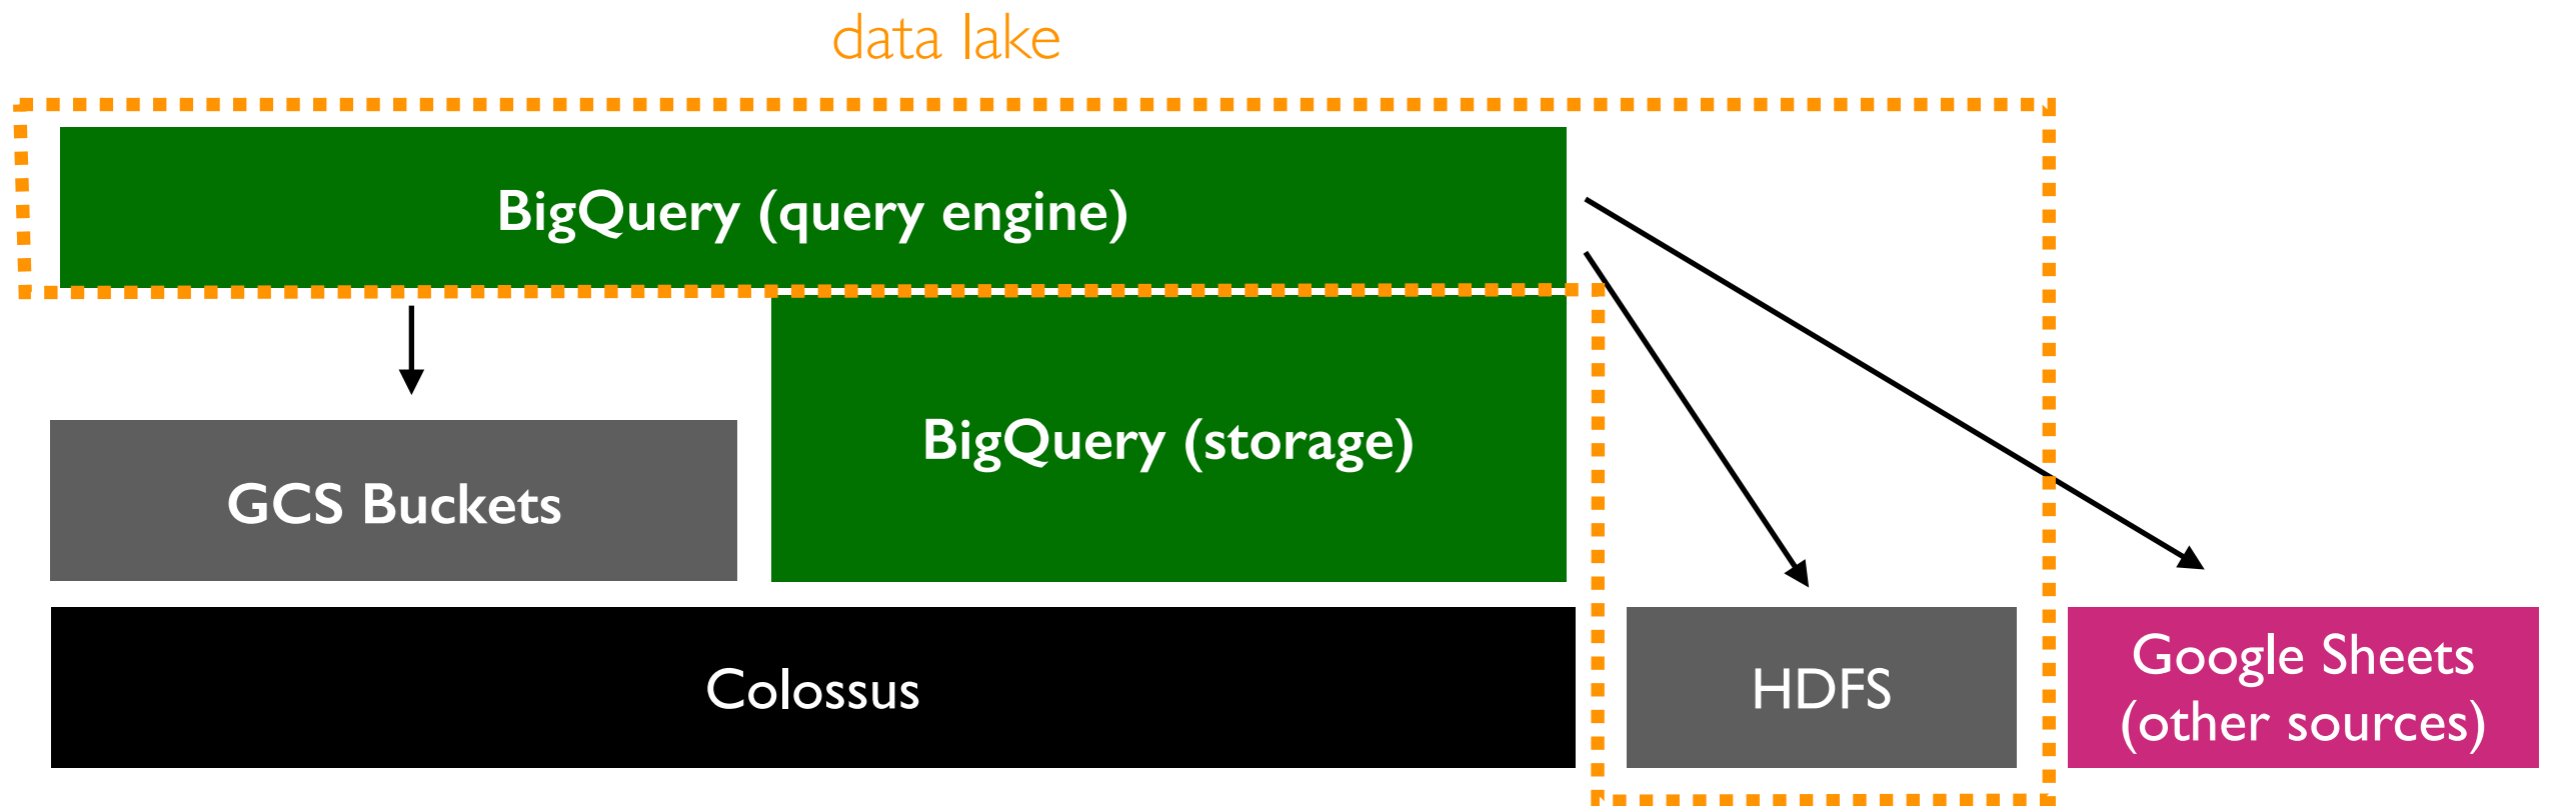 data lake
BigQuery (query engine)
BigQuery (storage)
GCS Buckets
Colossus
HDFS
Google Sheets
(other sources)